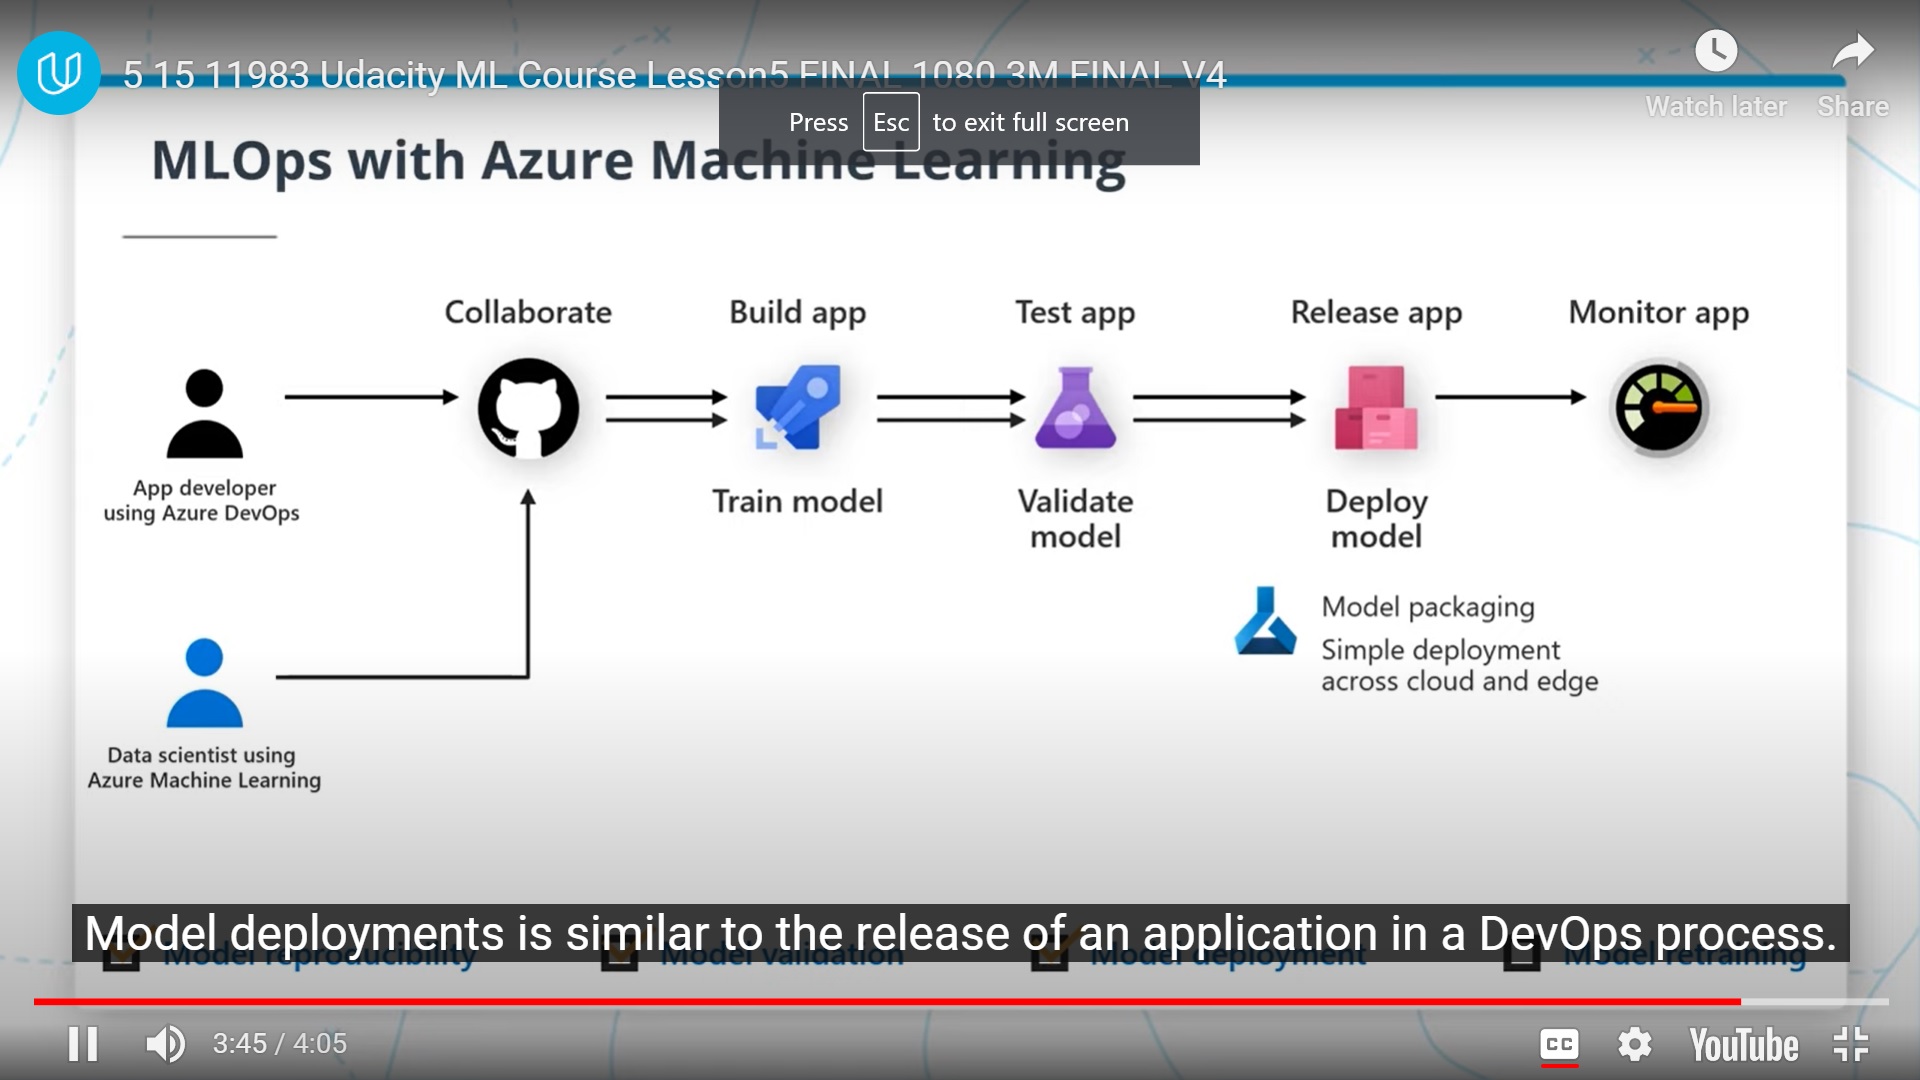 5 15 11983 Udacity ML Course Lesson5 FINAL 1080 3M FINAL V4
Watch later
Share
Press Esc to exit full screen
MLOps with Azure Machine Learning
Collaborate
Build app
Test app
Release app
Monitor app
App developer
using Azure DevOps
Train model
Validate
model
Deploy
model
Model packaging
Simple deployment
across cloud and edge
Data scientist using
Azure Machine Learning
Model deployments is similar to the release of an application in a DevOps process.
Model reproducibility
Model validation
Model deployment
Model retraining
3:45 / 4:05
CC
YouTube